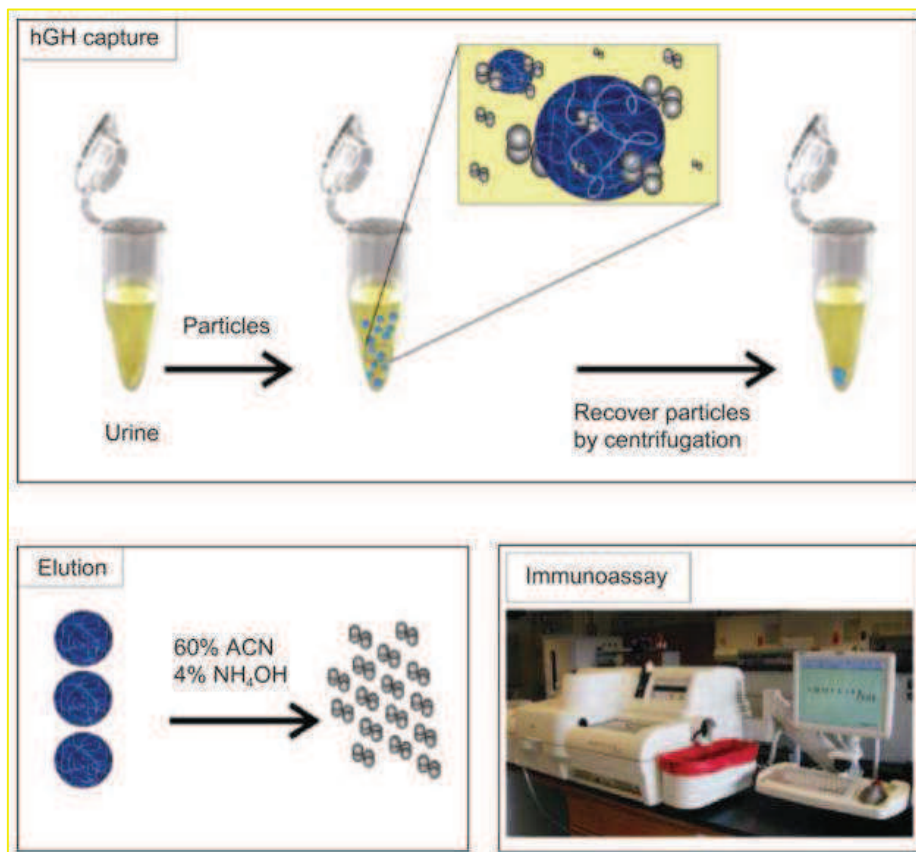 hGH capture
Particles
Urine
Recover particles
by centrifugation
Elution
60% ACN
4% NH₄OH
Immunoassay